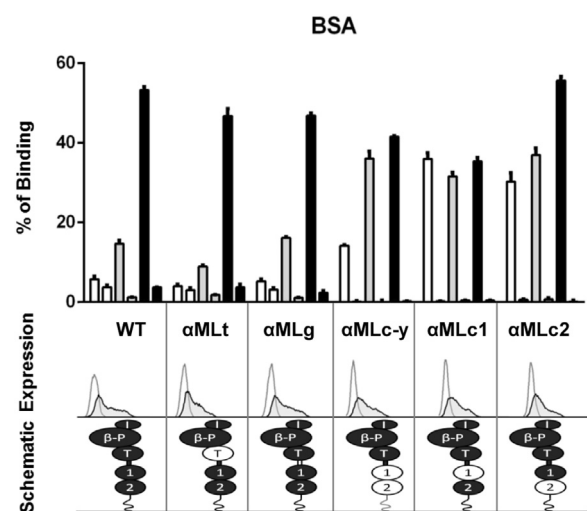 BSA
% of Binding
60
40
20
0
WT αMLt αMLg αMLc-y αMLc1 αMLc2
Expression
Schematic
I I I I I I
β-P β-P β-P β-P β-P β-P
T T T T T T
1 1 1 1 1 1
2 2 2 2 2 2